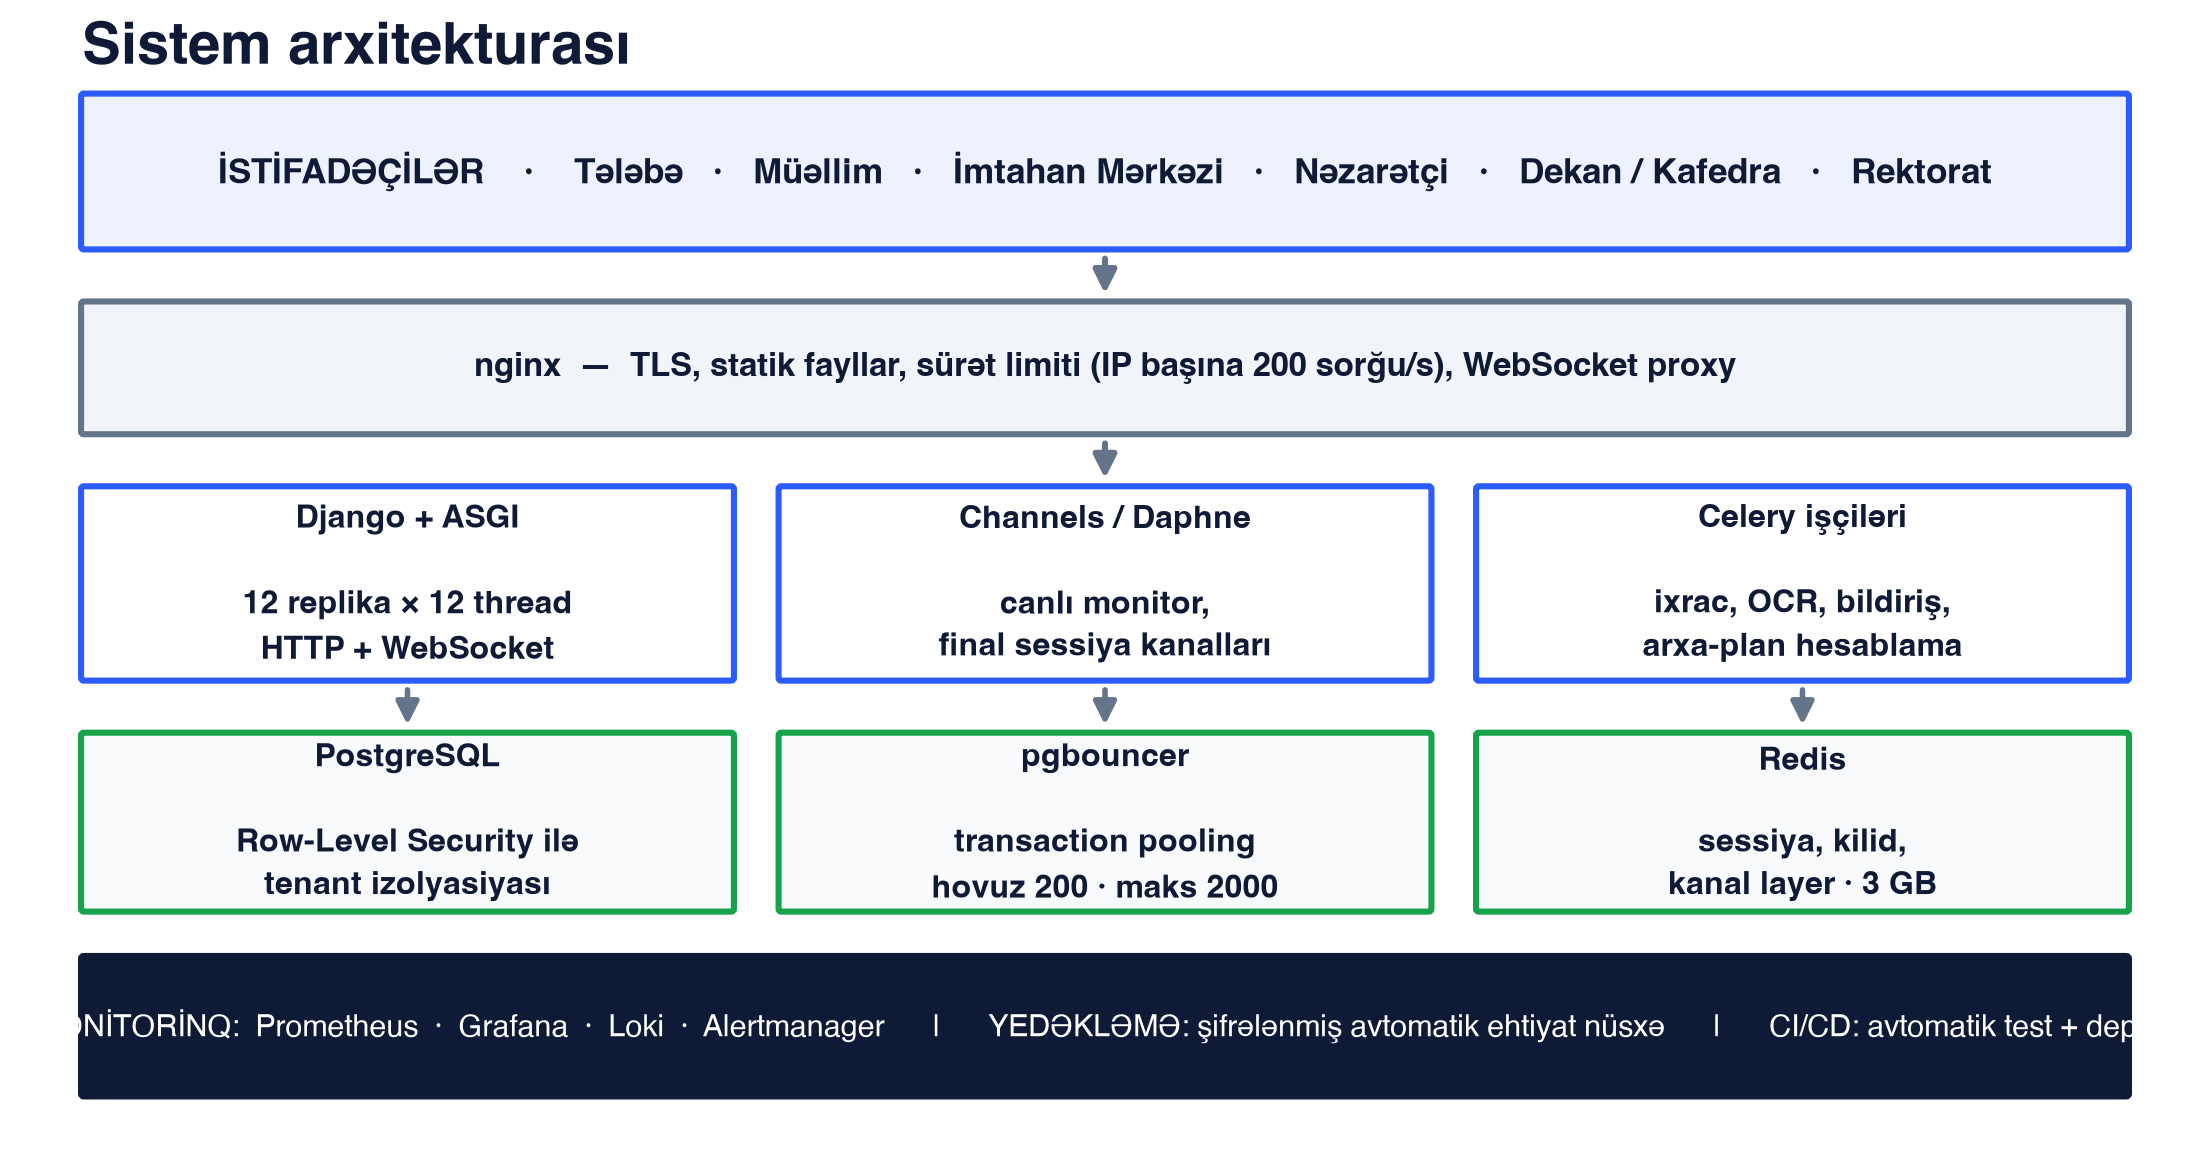 Sistem arxitekturası
İSTİFADƏÇİLƏR · Tələbə · Müəllim · İmtahan Mərkəzi · Nəzarətçi · Dekan / Kafedra · Rektorat
nginx — TLS, statik fayllar, sürət limiti (IP başına 200 sorğu/s), WebSocket proxy
Django + ASGI
12 replika × 12 thread
HTTP + WebSocket
Channels / Daphne
canlı monitor,
final sessiya kanalları
Celery işçiləri
ixrac, OCR, bildiriş,
arxa-plan hesablama
PostgreSQL
Row-Level Security ilə
tenant izolyasiyası
pgbouncer
transaction pooling
hovuz 200 · maks 2000
Redis
sessiya, kilid,
kanal layer · 3 GB
Prometheus · Grafana · Loki · Alertmanager | YEDƏKLƏMƏ: şifrələnmiş avtomatik ehtiyat nüsxə | CI/CD: avtomatik test +